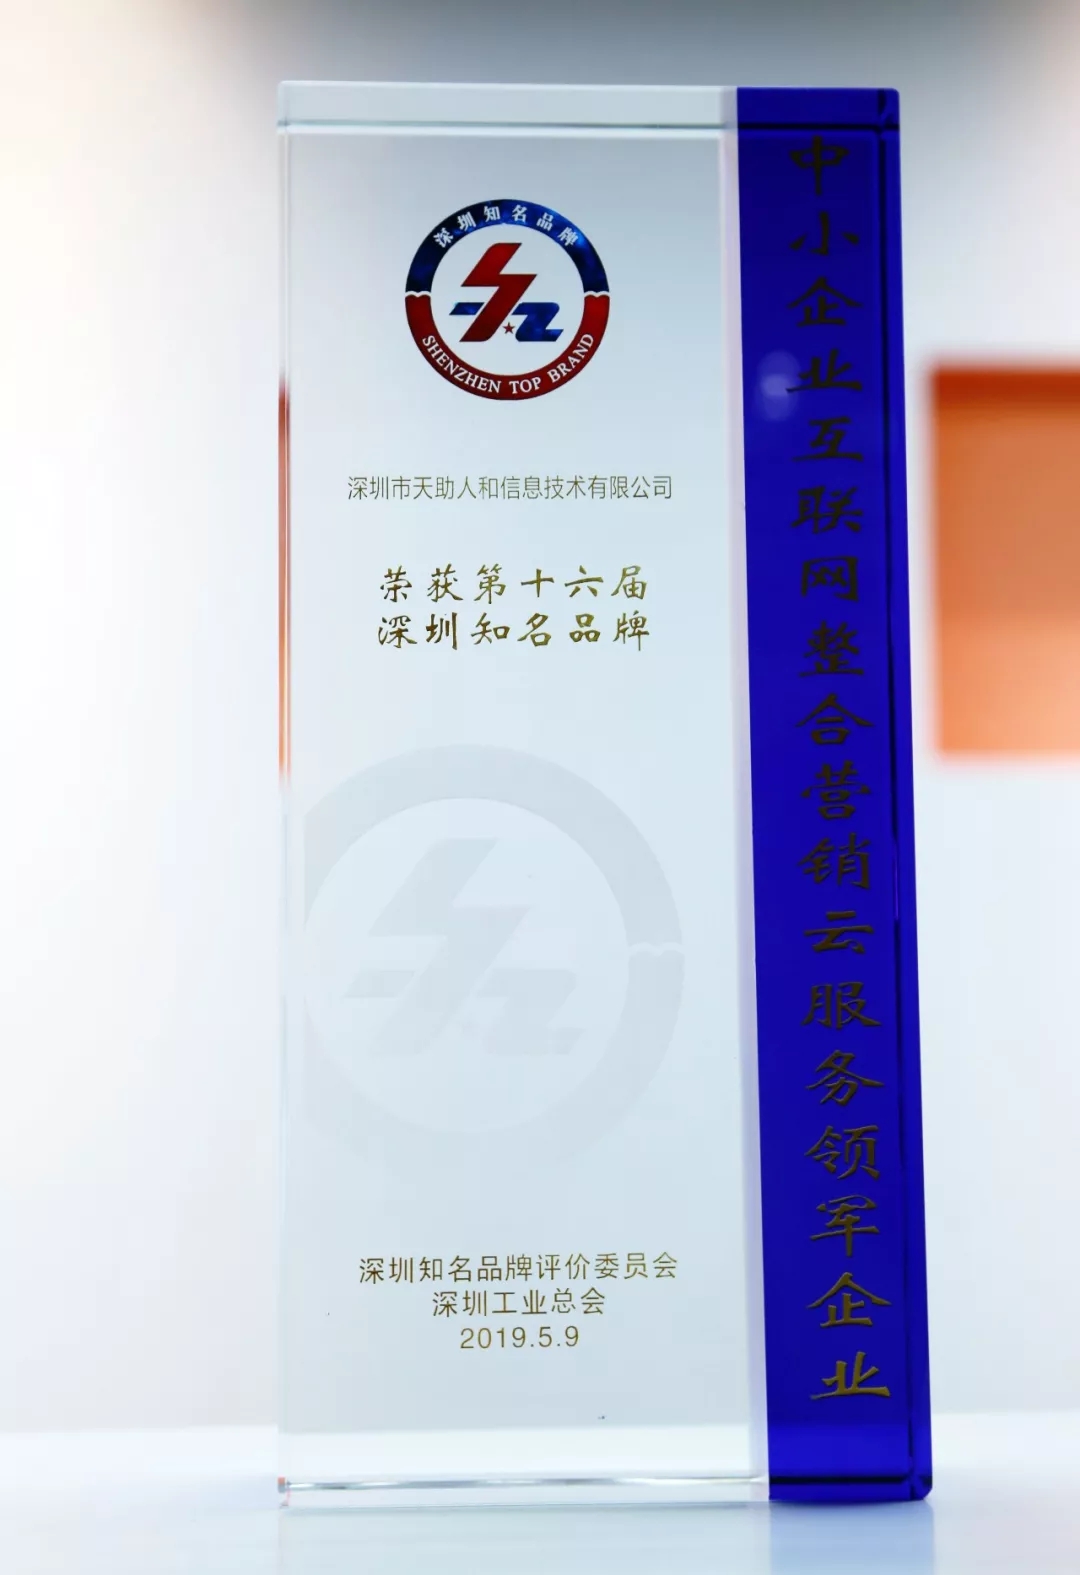 深圳知名品牌
SHENZHEN TOP BRAND
深圳市天助人和信息技术有限公司
荣获第十六届
深圳知名品牌
深圳知名品牌评价委员会
深圳工业总会
2019.5.9
中小企业互联网整合营销云服务领军企业